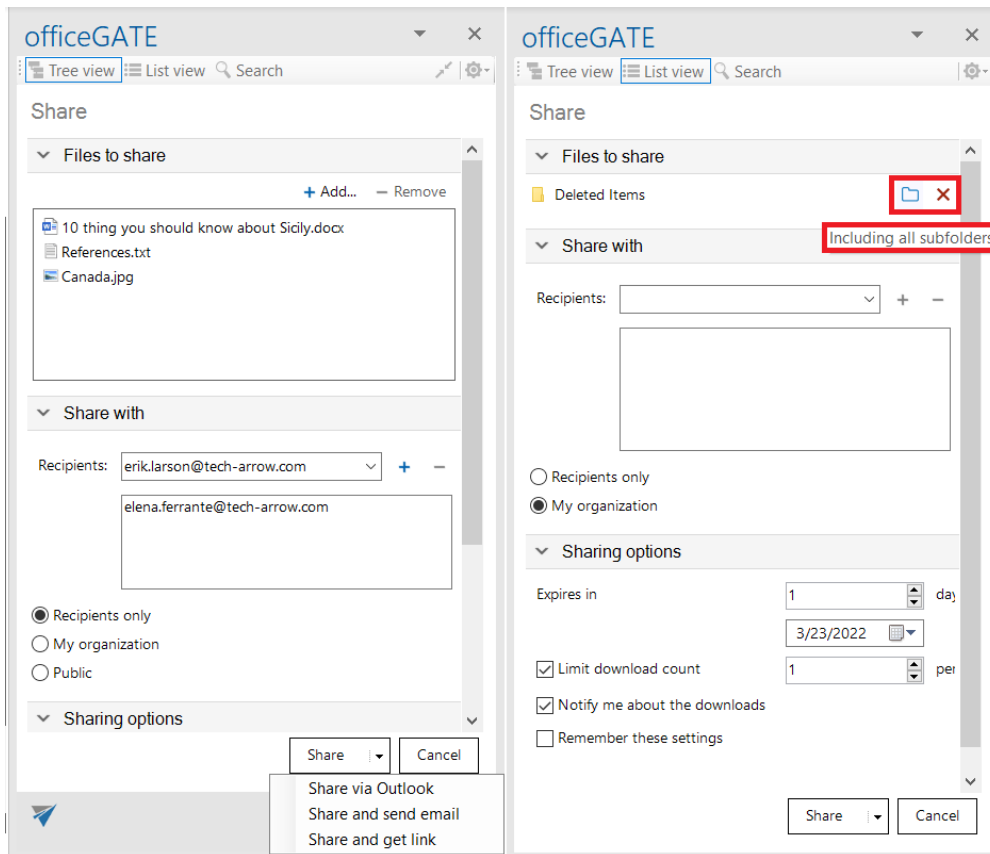 officeGATE
Tree view List view Search
Share
Files to share
+ Add... − Remove
10 thing you should know about Sicily.docx
References.txt
Canada.jpg
Share with
Recipients: erik.larson@tech-arrow.com + −
elena.ferrante@tech-arrow.com
Recipients only
My organization
Public
Sharing options
Share Cancel
Share via Outlook
Share and send email
Share and get link
officeGATE
Tree view List view Search
Share
Files to share
Deleted Items
Including all subfolders
Share with
Recipients: + −
Recipients only
My organization
Sharing options
Expires in 1 day
3/23/2022
Limit download count 1 per
Notify me about the downloads
Remember these settings
Share Cancel